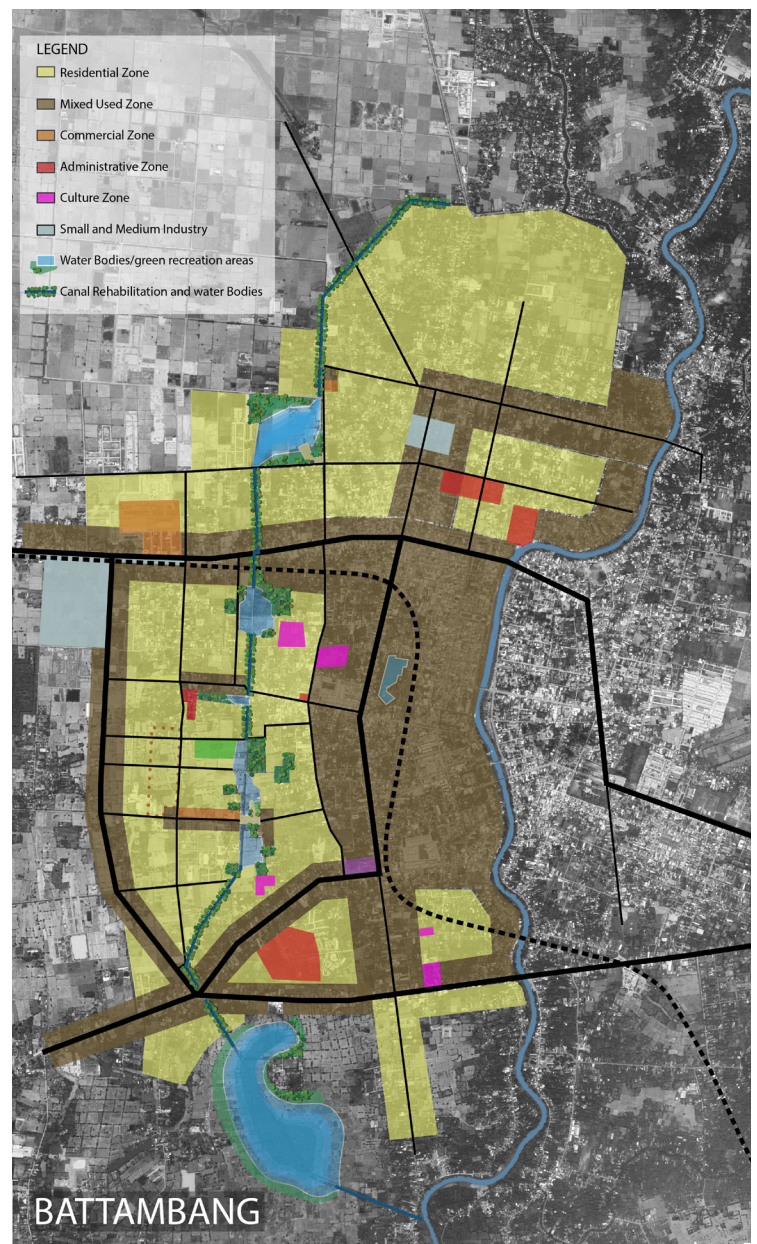 LEGEND
Residential Zone
Mixed Used Zone
Commercial Zone
Administrative Zone
Culture Zone
Small and Medium Industry
Water Bodies/green recreation areas
Canal Rehabilitation and water Bodies
BATTAMBANG